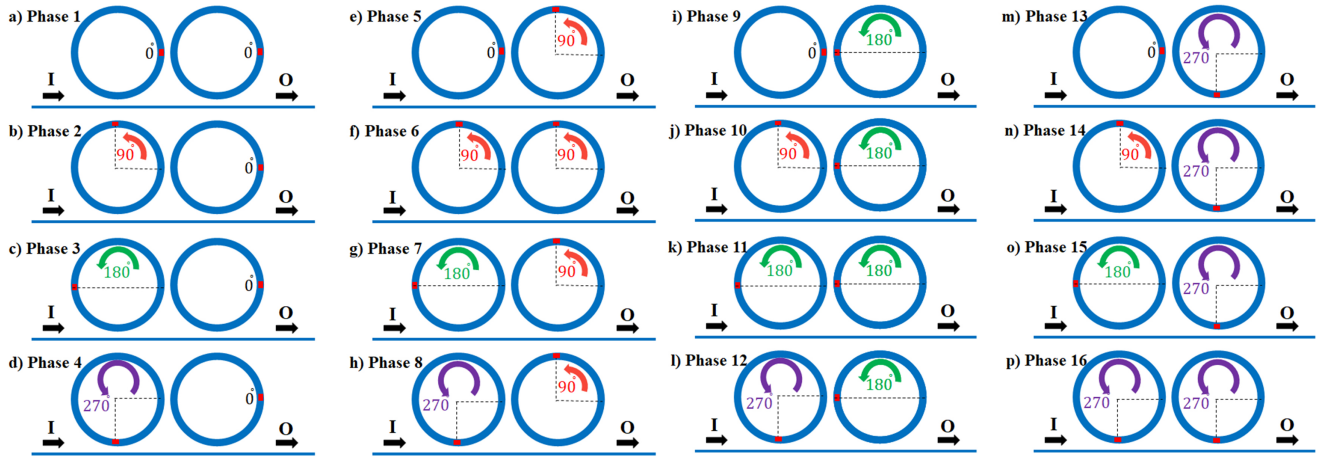 a) Phase 1
0°
0°
I
O
b) Phase 2
90°
0°
I
O
c) Phase 3
180°
0°
I
O
d) Phase 4
270°
0°
I
O
e) Phase 5
0°
90°
I
O
f) Phase 6
90°
90°
I
O
g) Phase 7
180°
90°
I
O
h) Phase 8
270°
90°
I
O
i) Phase 9
0°
180°
I
O
j) Phase 10
90°
180°
I
O
k) Phase 11
180°
180°
I
O
l) Phase 12
270°
180°
I
O
m) Phase 13
0°
270°
I
O
n) Phase 14
90°
270°
I
O
o) Phase 15
180°
270°
I
O
p) Phase 16
270°
270°
I
O